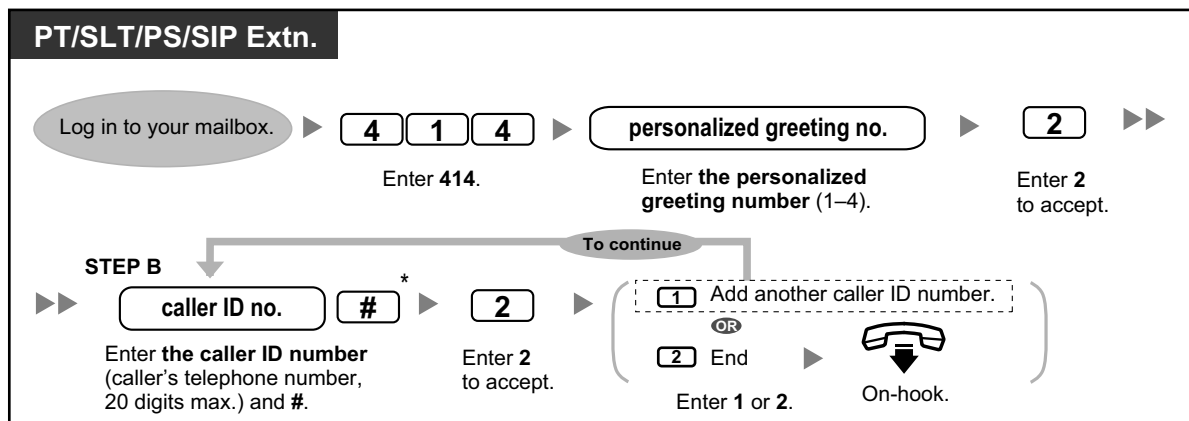 PT/SLT/PS/SIP Extn.
Log in to your mailbox.
4 1 4
Enter 414.
personalized greeting no.
Enter the personalized
greeting number (1–4).
2
Enter 2
to accept.
To continue
STEP B
caller ID no.
# *
Enter the caller ID number
(caller's telephone number,
20 digits max.) and #.
2
Enter 2
to accept.
1 Add another caller ID number.
OR
2 End
Enter 1 or 2.
On-hook.